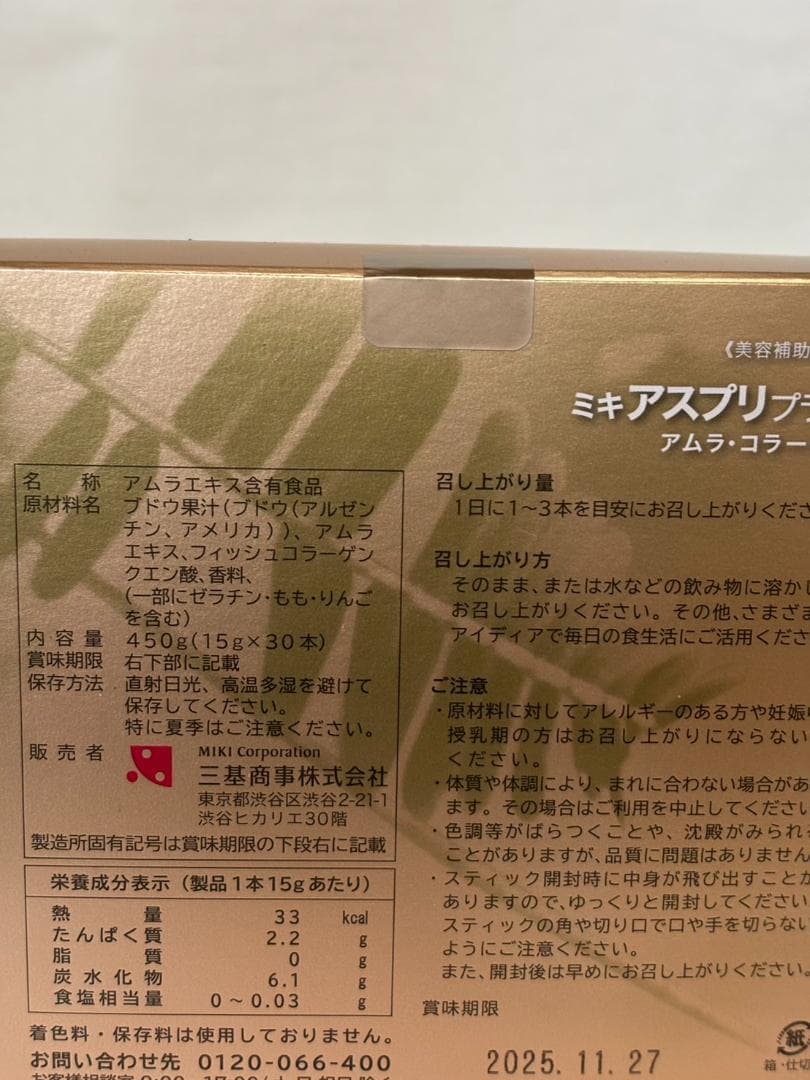 《美容補助
ミキアスプリプラ
アムラ・コラー
名称 アムラエキス含有食品
原材料名 ブドウ果汁(ブドウ(アルゼン
チン、アメリカ))、アムラ
エキス、フィッシュコラーゲン
クエン酸、香料、
(一部にゼラチン・もも・りんご
を含む)
内容量 450g(15g×30本)
賞味期限 右下部に記載
保存方法 直射日光、高温多湿を避けて
保存してください。
特に夏季はご注意ください。
販売者 MIKI Corporation
三基商事株式会社
東京都渋谷区渋谷2-21-1
渋谷ヒカリエ30階
製造所固有記号は賞味期限の下段右に記載
栄養成分表示(製品1本15gあたり)
熱量 33 kcal
たんぱく質 2.2 g
脂質 0 g
炭水化物 6.1 g
食塩相当量 0~0.03 g
着色料・保存料は使用しておりません。
お問い合わせ先 0120-066-400
召し上がり量
1日に1~3本を目安にお召し上がりくださ
召し上がり方
そのまま、または水などの飲み物に溶かし
お召し上がりください。その他、さまざま
アイディアで毎日の食生活にご活用くださ
ご注意
・原材料に対してアレルギーのある方や妊娠
授乳期の方はお召し上がりにならない
ください。
・体質や体調により、まれに合わない場合があ
ます。その場合はご利用を中止してくださ
・色調等がばらつくことや、沈殿がみられる
ことがありますが、品質に問題はありません
・スティック開封時に中身が飛び出すことが
ありますので、ゆっくりと開封してください
スティックの角や切り口で口や手を切らない
ようにご注意ください。
また、開封後は早めにお召し上がりください。
賞味期限
2025.11.27
紙
箱・仕切